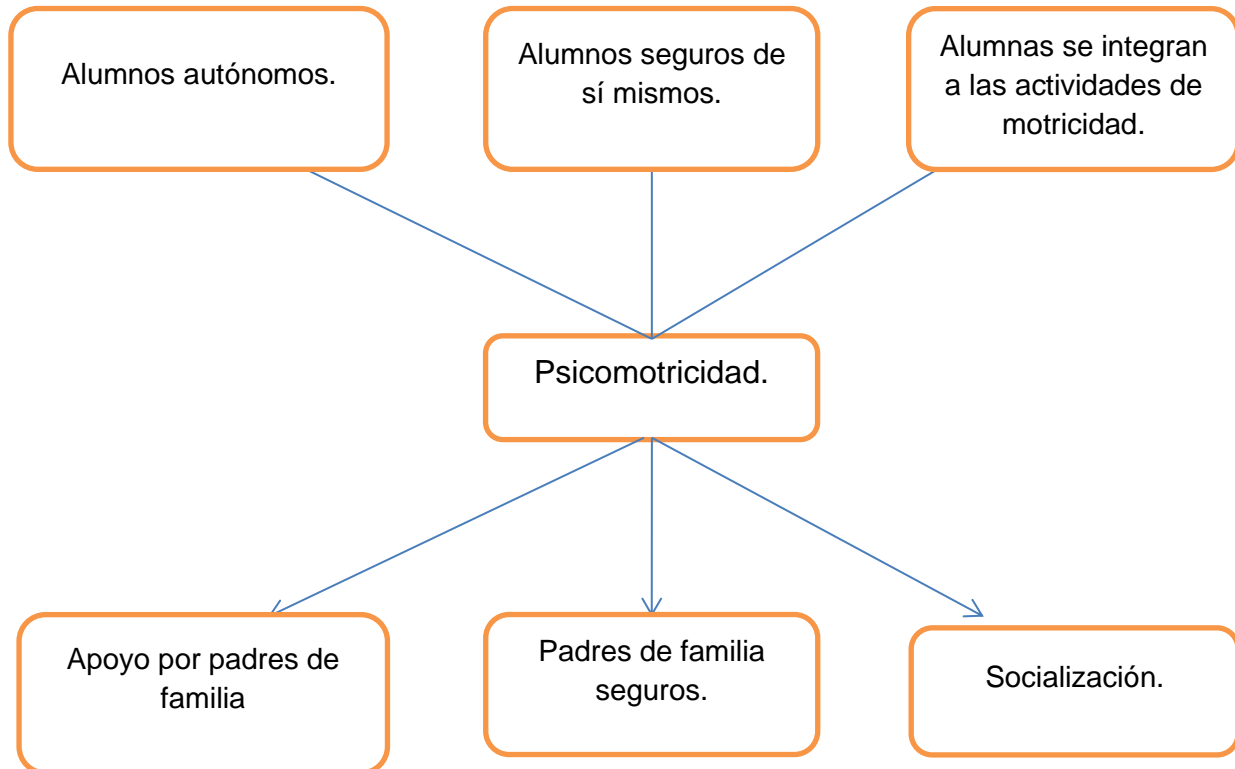 Alumnos autónomos.
Alumnos seguros de
sí mismos.
Alumnas se integran
a las actividades de
motricidad.
Psicomotricidad.
Apoyo por padres de
familia
Padres de familia
seguros.
Socialización.